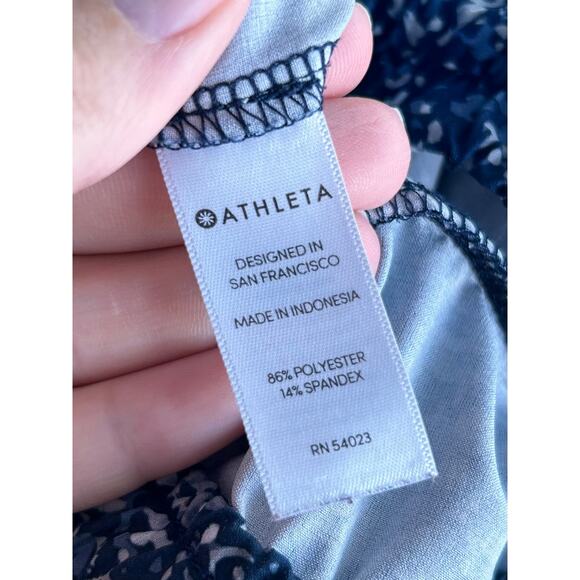 ATHLETA
DESIGNED IN
SAN FRANCISCO
MADE IN INDONESIA
86% POLYESTER
14% SPANDEX
RN 54023